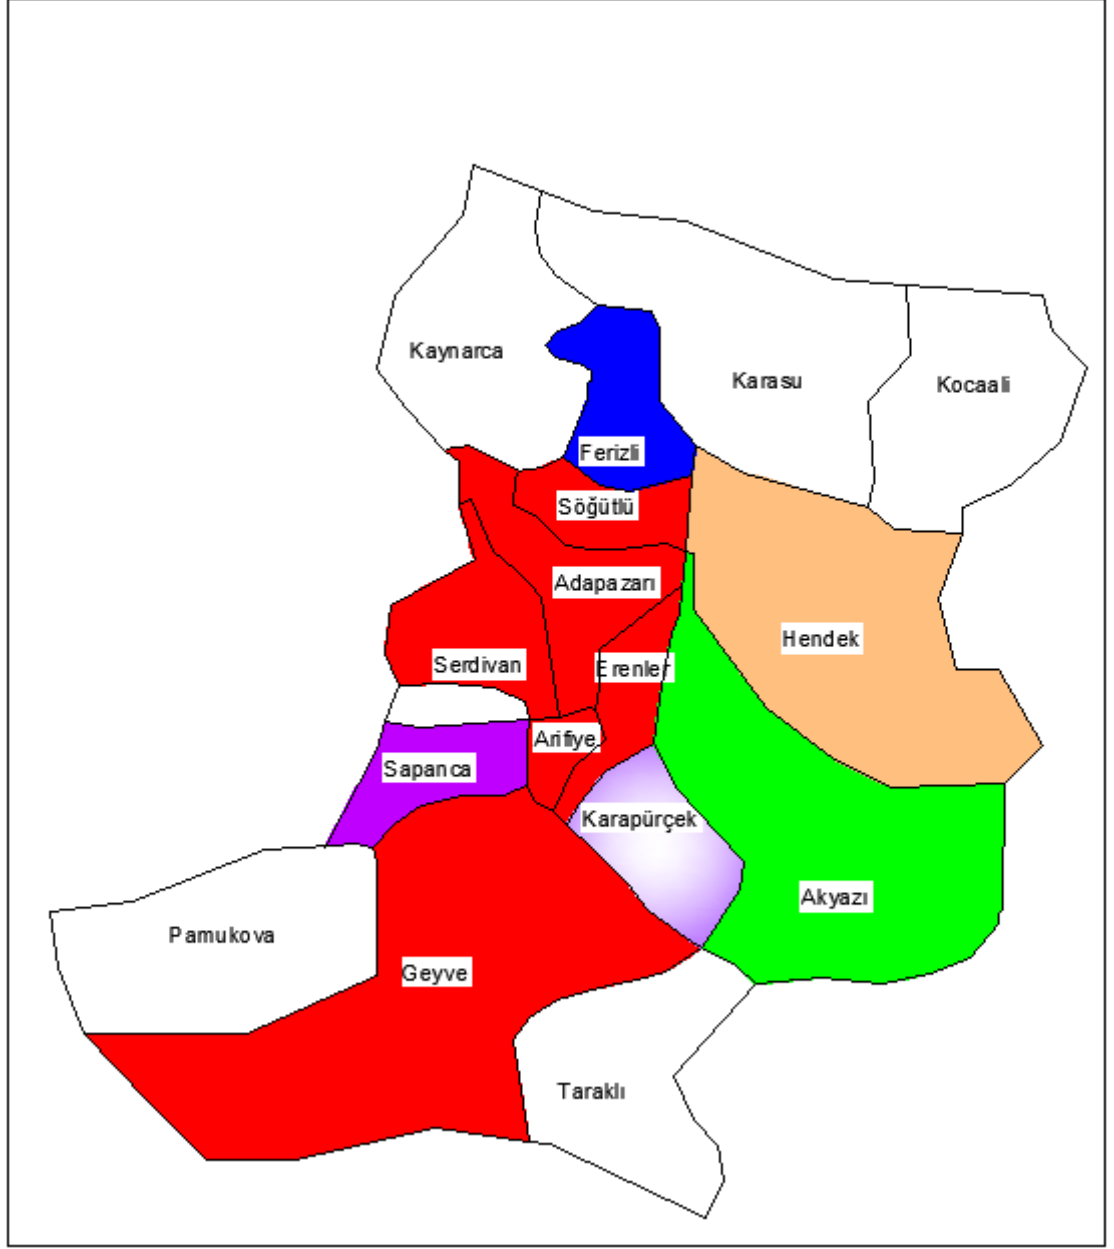 Kaynarca
Karasu
Kocaali
Ferizli
Söğütlü
Adapazarı
Hendek
Serdivan
Erenler
Arifiye
Sapanca
Karapürçek
Akyazı
Pamukova
Geyve
Taraklı